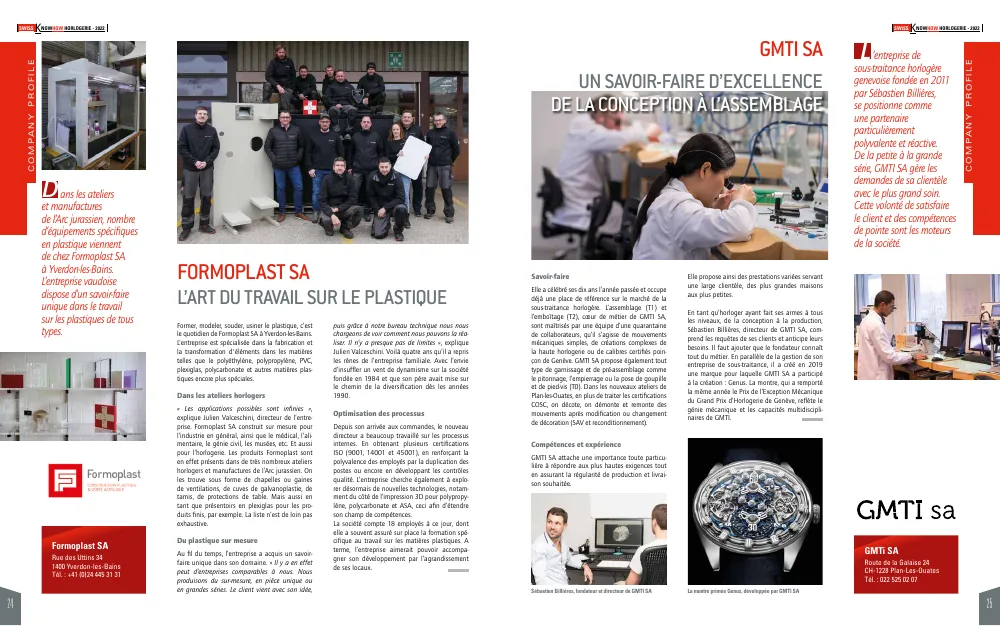 SWISS KNOWHOW HORLOGERIE - 2022
COMPANY PROFILE
Dans les ateliers
et manufactures
de l'Arc jurassien, nombre
d'équipements spécifiques
en plastique viennent
de chez Formoplast SA
à Yverdon-les-Bains.
L'entreprise vaudoise
dispose d'un savoir-faire
unique dans le travail
sur les plastiques de tous
types.
Formoplast
CONSTRUCTION PLASTIQUE
Formoplast SA
Rue des Uttins 34
1400 Yverdon-les-Bains
Tél. : +41 (0)24 445 31 31
24
FORMOPLAST SA
L'ART DU TRAVAIL SUR LE PLASTIQUE
Former, modeler, souder, usiner le plastique, c'est
le quotidien de Formoplast SA à Yverdon-les-Bains.
L'entreprise est spécialisée dans la fabrication et
la transformation d'éléments dans les matières
telles que le polyéthylène, polypropylène, PVC,
plexiglas, polycarbonate et autres matières plas-
tiques encore plus spéciales.
Dans les ateliers horlogers
« Les applications possibles sont infinies »,
explique Julien Valceschini, directeur de l'entre-
prise. Formoplast SA construit sur mesure pour
l'industrie en général, ainsi que le médical, l'ali-
mentaire, le génie civil, les musées, etc. Et aussi
pour l'horlogerie. Les produits Formoplast sont
en effet présents dans de très nombreux ateliers
horlogers et manufactures de l'Arc jurassien. On
les trouve sous forme de chapelles ou gaines
de ventilations, de cuves de galvanoplastie, de
tamis, de protections de table. Mais aussi en
tant que présentoirs en plexiglas pour les pro-
duits finis, par exemple. La liste n'est de loin pas
exhaustive.
Du plastique sur mesure
Au fil du temps, l'entreprise a acquis un savoir-
faire unique dans son domaine. « Il y a en effet
peu d'entreprises comparables à nous. Nous
produisons du sur-mesure, en pièce unique ou
en grandes séries. Le client vient avec son idée,
puis grâce à notre bureau technique nous nous
chargeons de voir comment nous pouvons la réa-
liser. Il n'y a presque pas de limites », explique
Julien Valceschini. Voilà quatre ans qu'il a repris
les rênes de l'entreprise familiale. Avec l'envie
d'insuffler un vent de dynamisme sur la société
fondée en 1984 et que son père avait mise sur
le chemin de la diversification dès les années
1990.
Optimisation des processus
Depuis son arrivée aux commandes, le nouveau
directeur a beaucoup travaillé sur les processus
internes. En obtenant plusieurs certifications
ISO (9001, 14001 et 45001), en renforçant la
polyvalence des employés par la duplication des
postes ou encore en développant les contrôles
qualité. L'entreprise cherche également à explo-
rer désormais de nouvelles technologies, notam-
ment du côté de l'impression 3D pour polypropy-
lène, polycarbonate et ASA, ceci afin d'étendre
son champ de compétences.
La société compte 18 employés à ce jour, dont
elle a souvent assuré sur place la formation spé-
cifique au travail sur les matières plastiques. A
terme, l'entreprise aimerait pouvoir accompa-
gner son développement par l'agrandissement
de ses locaux.
GMTI SA
UN SAVOIR-FAIRE D'EXCELLENCE
DE LA CONCEPTION À L'ASSEMBLAGE
Savoir-faire
Elle a célébré ses dix ans l'année passée et occupe
déjà une place de référence sur le marché de la
sous-traitance horlogère. L'assemblage (T1) et
l'emboîtage (T2), cœur de métier de GMTI SA,
sont maîtrisés par une équipe d'une quarantaine
de collaborateurs, qu'il s'agisse de mouvements
mécaniques simples, de créations complexes de
la haute horlogerie ou de calibres certifiés poin-
çon de Genève. GMTI SA propose également tout
type de garnissage et de pré-assemblage comme
le pitonnage, l'empierrage ou la pose de goupille
et de pied-vis (T0). Dans les nouveaux ateliers de
Plan-les-Ouates, en plus de traiter les certifications
COSC, on décote, on démonte et remonte des
mouvements après modification ou changement
de décoration (SAV et reconditionnement).
Compétences et expérience
GMTI SA attache une importance toute particu-
lière à répondre aux plus hautes exigences tout
en assurant la régularité de production et livrai-
son souhaitée.
Sébastien Billières, fondateur et directeur de GMTI SA
Elle propose ainsi des prestations variées servant
une large clientèle, des plus grandes maisons
aux plus petites.
En tant qu'horloger ayant fait ses armes à tous
les niveaux, de la conception à la production,
Sébastien Billières, directeur de GMTI SA, com-
prend les requêtes de ses clients et anticipe leurs
besoins. Il faut ajouter que le fondateur connaît
tout du métier. En parallèle de la gestion de son
entreprise de sous-traitance, il a créé en 2019
une marque pour laquelle GMTI SA a participé
à la création : Genus. La montre, qui a remporté
la même année le Prix de l'Exception Mécanique
du Grand Prix d'Horlogerie de Genève, reflète le
génie mécanique et les capacités multidiscipli-
naires de GMTI.
La montre primée Genus, développée par GMTI SA
SWISS KNOWHOW HORLOGERIE - 2022
COMPANY PROFILE
L'entreprise de
sous-traitance horlogère
genevoise fondée en 2011
par Sébastien Billières,
se positionne comme
une partenaire
particulièrement
polyvalente et réactive.
De la petite à la grande
série, GMTI SA gère les
demandes de sa clientèle
avec le plus grand soin.
Cette volonté de satisfaire
le client et des compétences
de pointe sont les moteurs
de la société.
GMTI sa
GMTi SA
Route de la Galaise 24
CH-1228 Plan-Les-Ouates
Tél. : 022 525 02 07
25